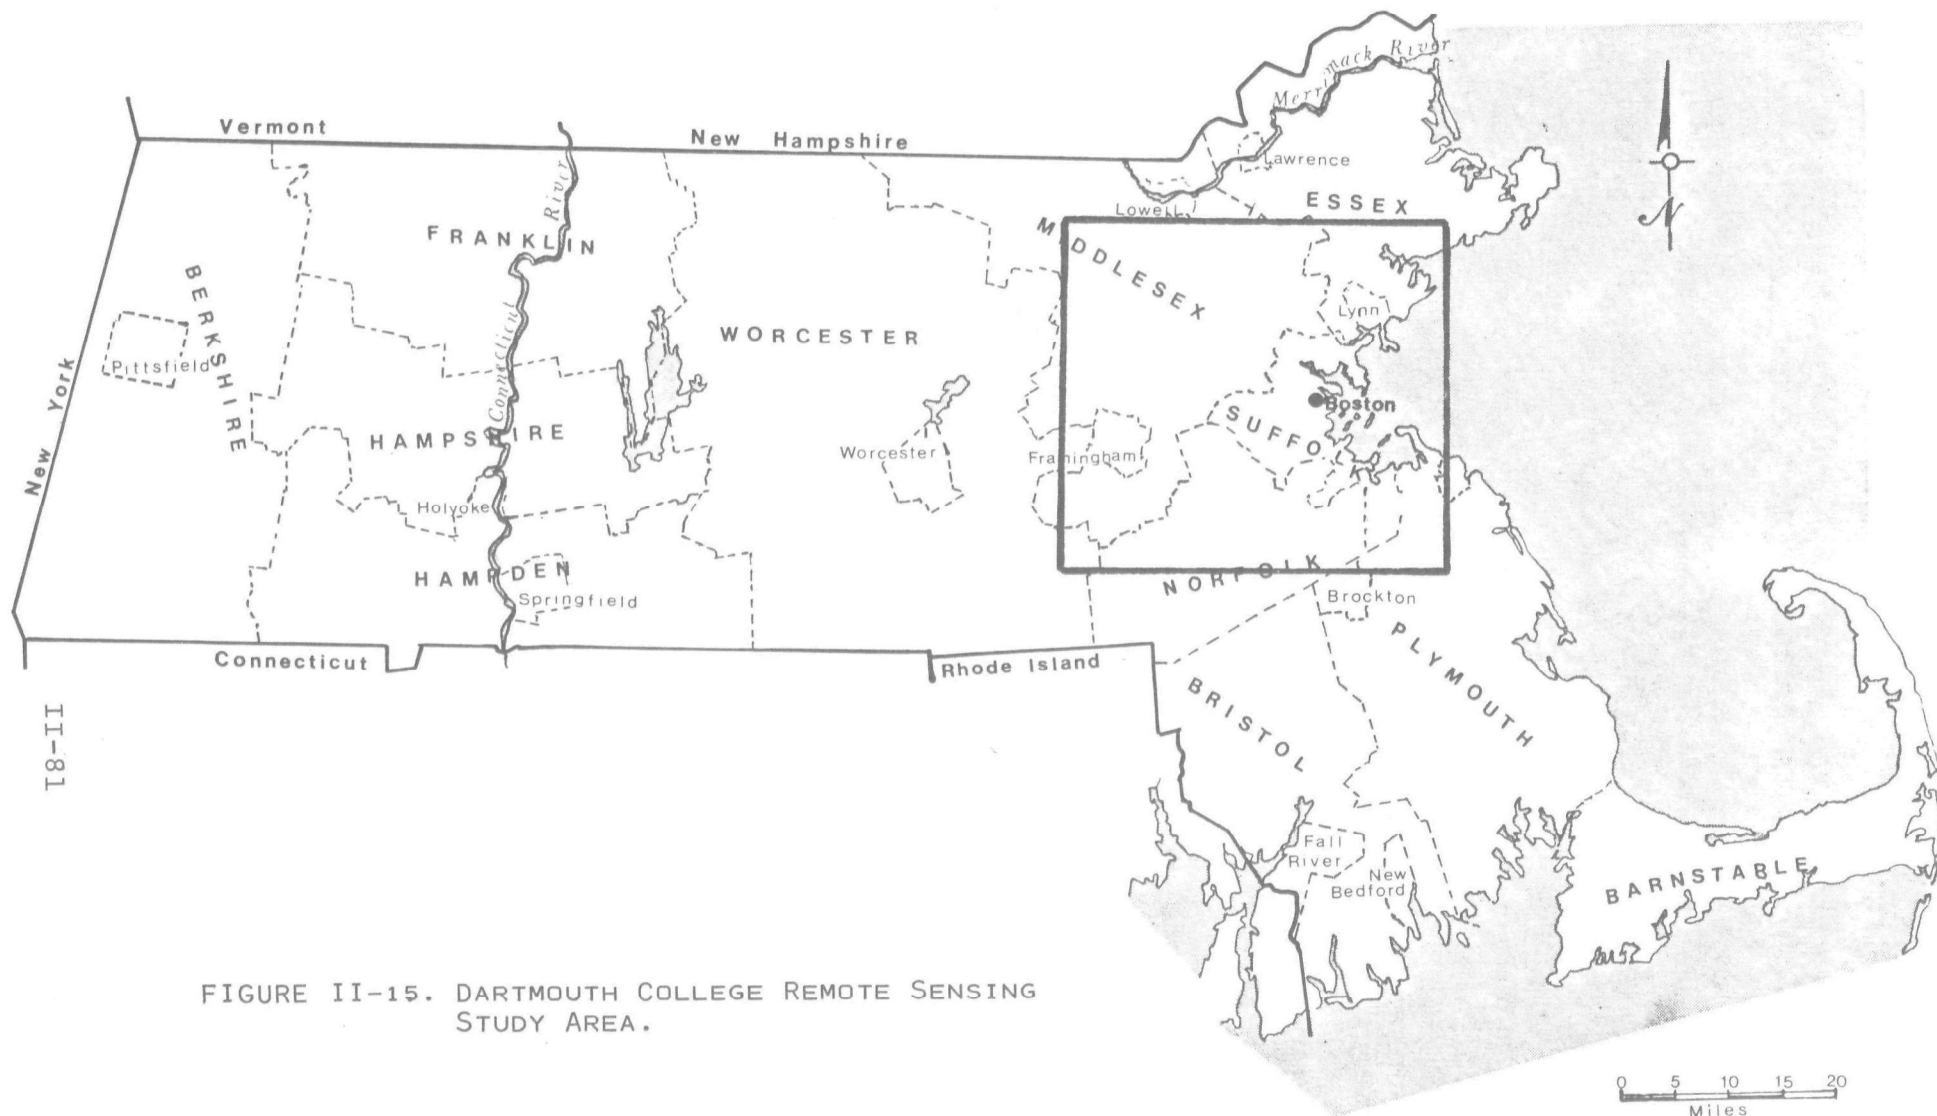 Merrimack River
Vermont
New Hampshire
Lawrence
ESSEX
Lowell
N
River
FRANKLIN
MIDDLESEX
BERKSHIRE
Lynn
WORCESTER
Connecticut
Pittsfield
New York
Boston
SUFFOLK
HAMPSHIRE
Worcester
Framingham
Holyoke
HAMPDEN
Springfield
NORFOLK
Brockton
Connecticut
Rhode Island
PLYMOUTH
BRISTOL
II-81
Fall
River
New
Bedford
BARNSTABLE
FIGURE II-15. DARTMOUTH COLLEGE REMOTE SENSING
STUDY AREA.
0 5 10 15 20
Miles